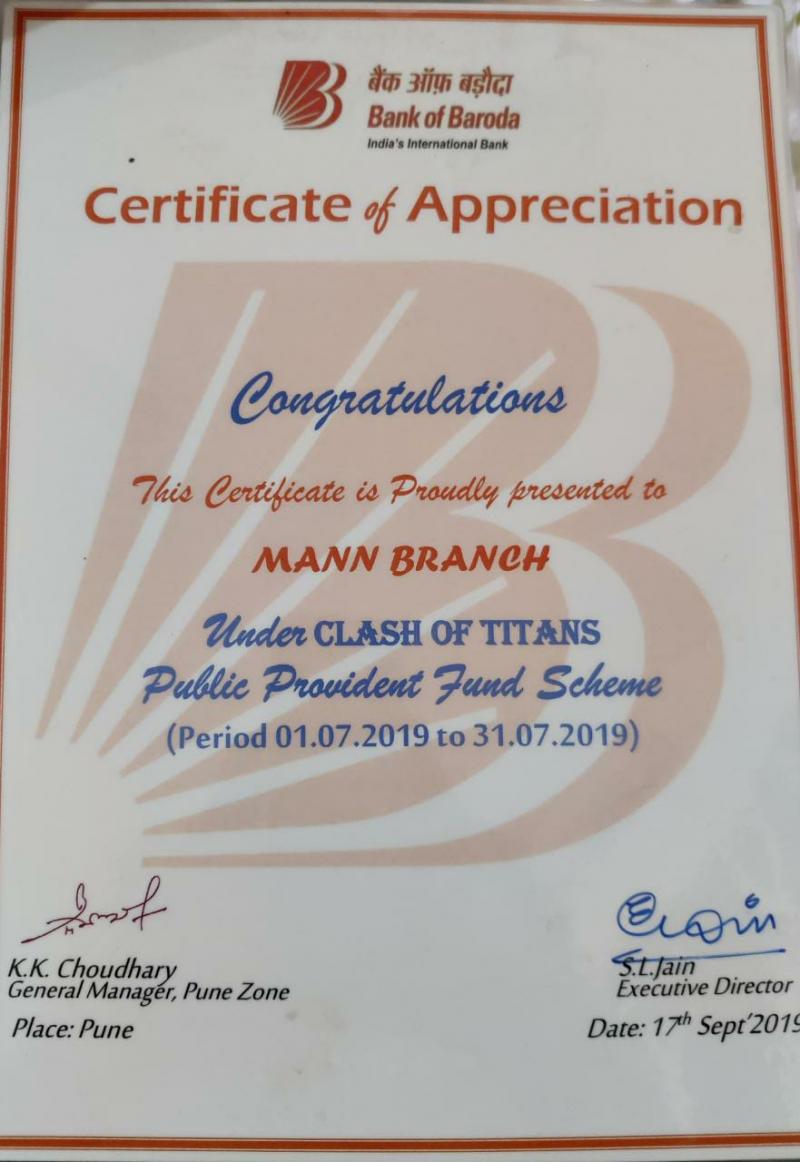 बैंक ऑफ़ बड़ौदा
Bank of Baroda
India's International Bank
Certificate of Appreciation
Congratulations
This Certificate is Proudly presented to
MANN BRANCH
Under CLASH OF TITANS
Public Provident Fund Scheme
(Period 01.07.2019 to 31.07.2019)
K.K. Choudhary
General Manager, Pune Zone
Place: Pune
S.L.Jain
Executive Director
Date: 17th Sept'2019